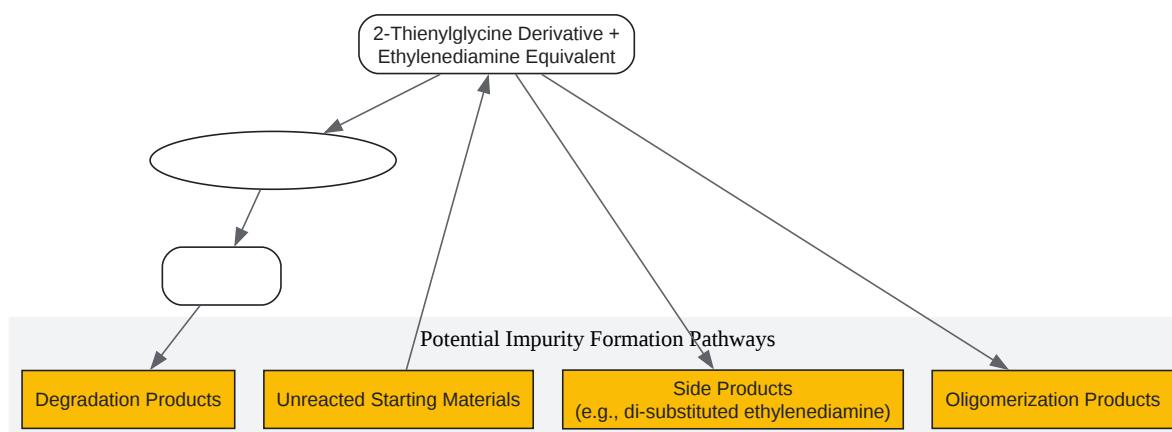 2-Thienylglycine Derivative +
Ethylenediamine Equivalent
Potential Impurity Formation Pathways
Degradation Products
Unreacted Starting Materials
Side Products
(e.g., di-substituted ethylenediamine)
Oligomerization Products